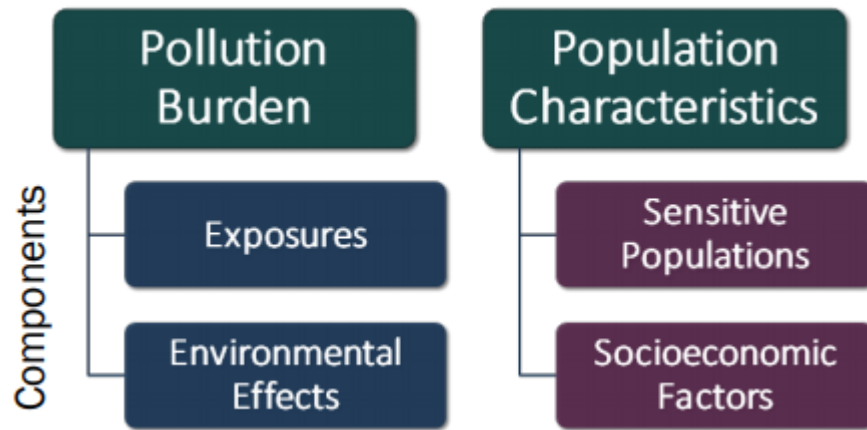 Pollution
Burden
Population
Characteristics
Components
Exposures
Environmental
Effects
Sensitive
Populations
Socioeconomic
Factors